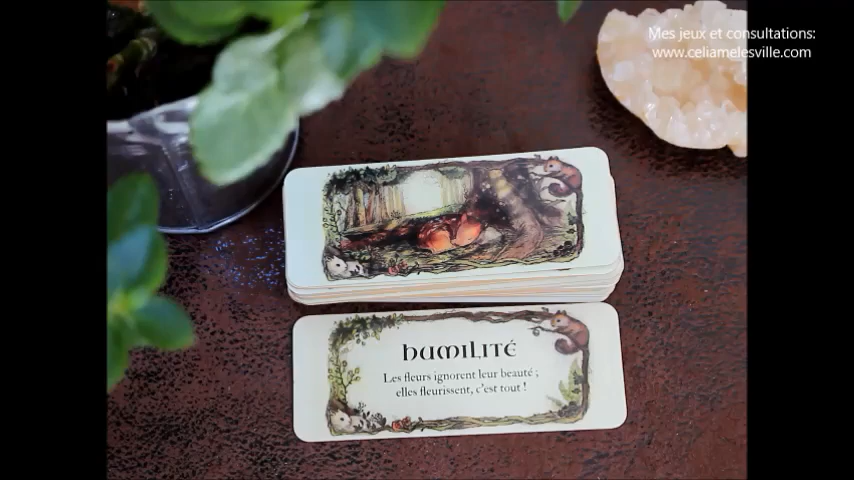 Mes jeux et consultations:
www.celiamelesville.com
HUMILITÉ
Les fleurs ignorent leur beauté ;
elles fleurissent, c'est tout !